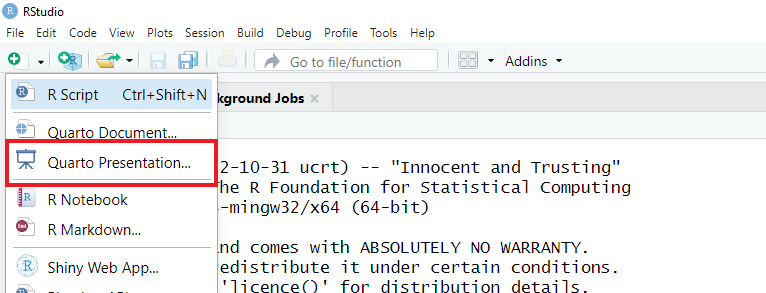 RStudio
File Edit Code View Plots Session Build Debug Profile Tools Help
Go to file/function Addins
R Script Ctrl+Shift+N
kground Jobs
Quarto Document...
Quarto Presentation...
2-10-31 ucrt) -- "Innocent and Trusting"
The R Foundation for Statistical Computing
R Notebook
-mingw32/x64 (64-bit)
R Markdown...
and comes with ABSOLUTELY NO WARRANTY.
Shiny Web App...
redistribute it under certain conditions.
'licence()' for distribution details.